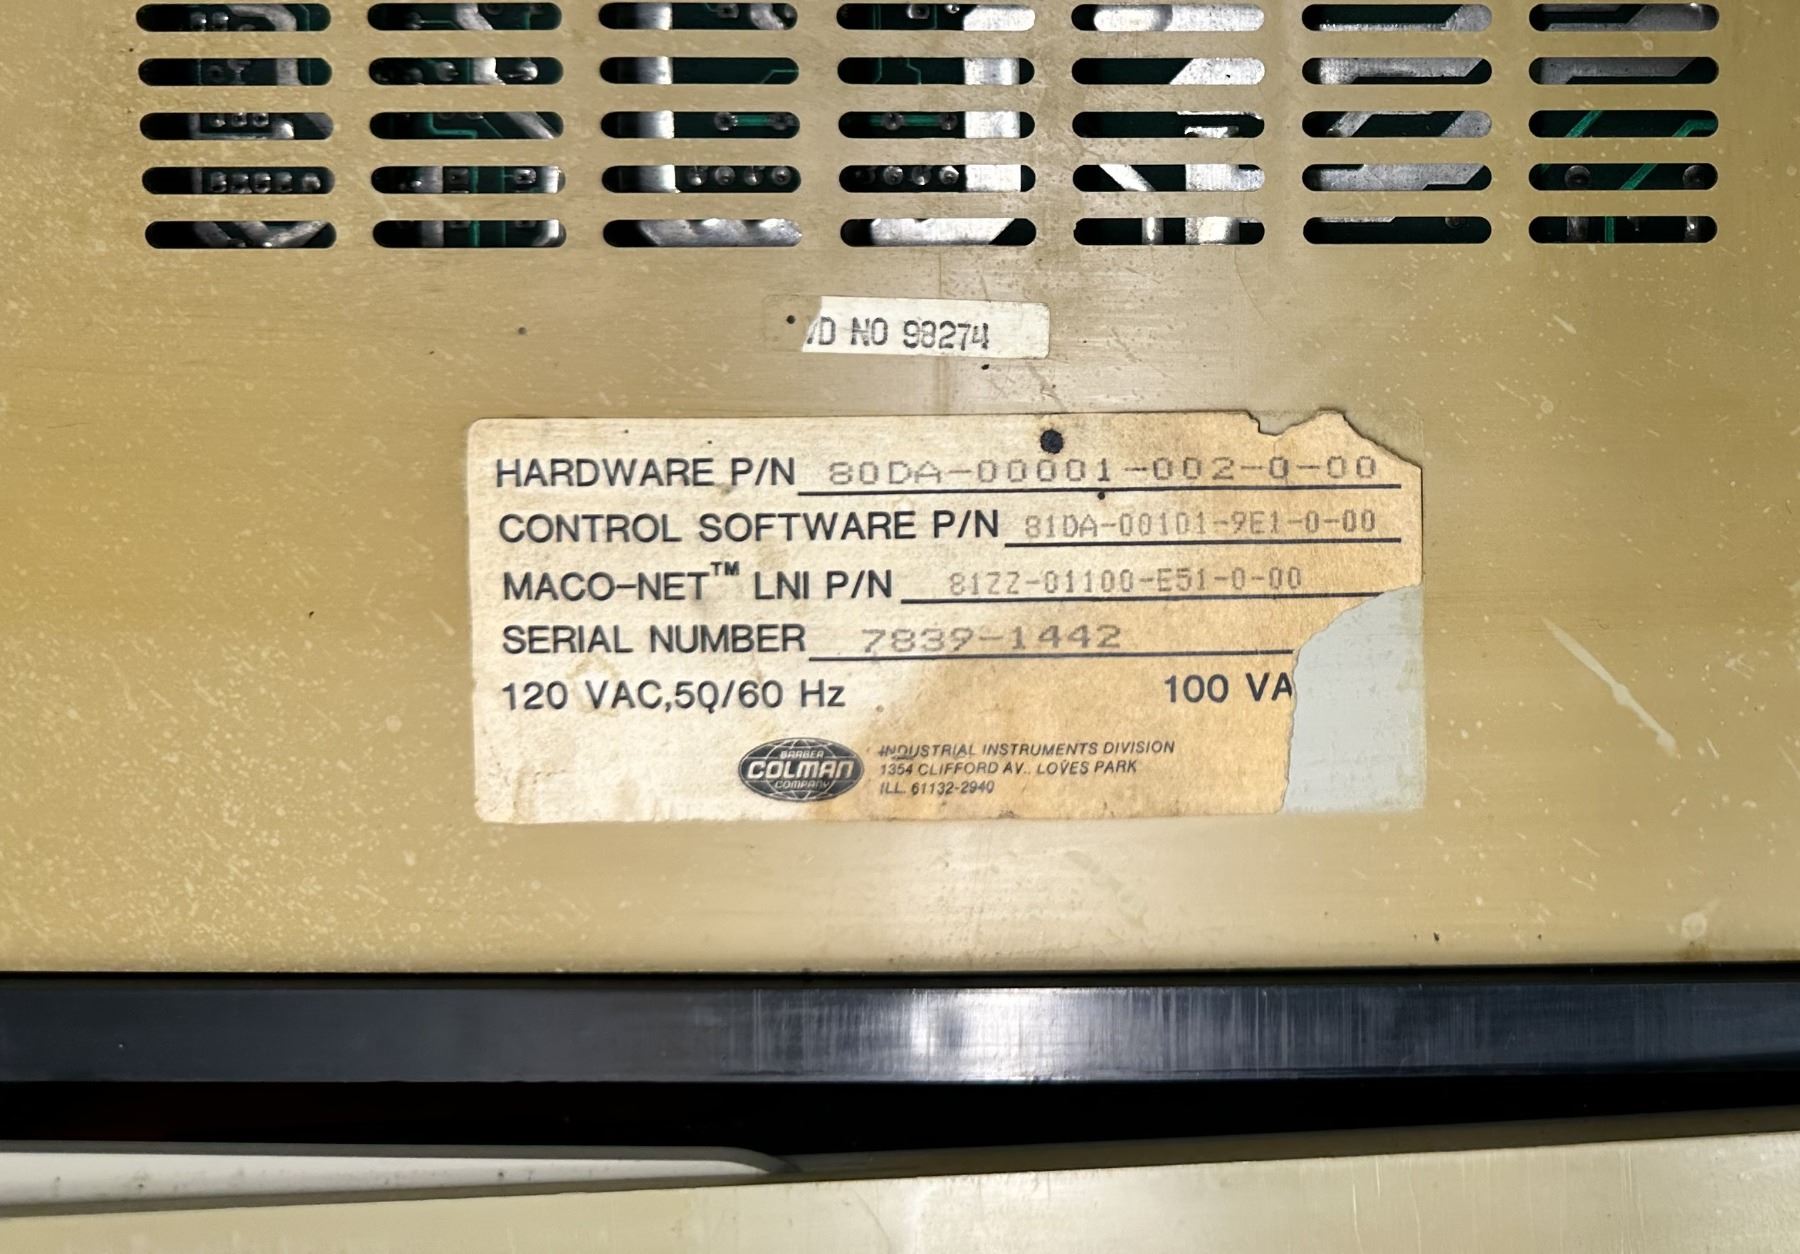 D NO 98274
HARDWARE P/N 80DA-00001-002-0-00
CONTROL SOFTWARE P/N 81DA-00101-9E1-0-00
MACO-NET™ LNI P/N 81ZZ-01100-E51-0-00
SERIAL NUMBER 7839-1442
120 VAC,50/60 Hz 100 VA
BARBER
COLMAN
COMPANY
INDUSTRIAL INSTRUMENTS DIVISION
1354 CLIFFORD AV., LOVES PARK
ILL. 61132-2940